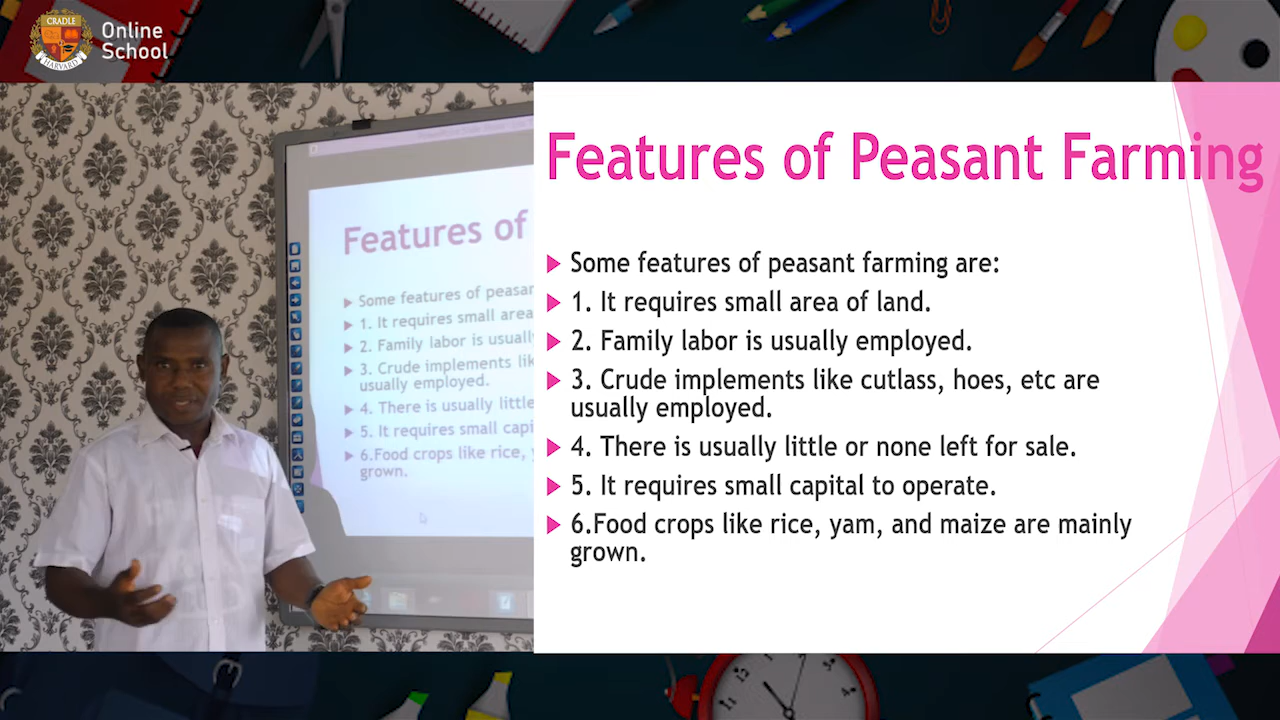 CRADLE
HARVARD
Online
School
Features of
Some features of peasan
1. It requires small area
2. Family labor is usuall
3. Crude implements lik
usually employed.
4. There is usually little
5. It requires small capi
6.Food crops like rice, y
grown.
Features of Peasant Farming
Some features of peasant farming are:
1. It requires small area of land.
2. Family labor is usually employed.
3. Crude implements like cutlass, hoes, etc are
usually employed.
4. There is usually little or none left for sale.
5. It requires small capital to operate.
6.Food crops like rice, yam, and maize are mainly
grown.
12
1
2
3